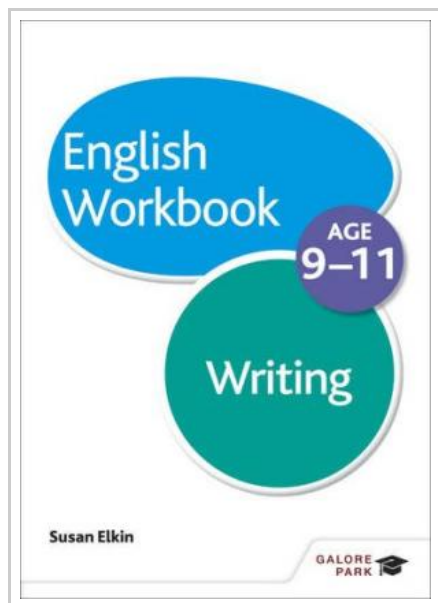 English
Workbook
AGE
9–11
Writing
Susan Elkin
GALORE
PARK